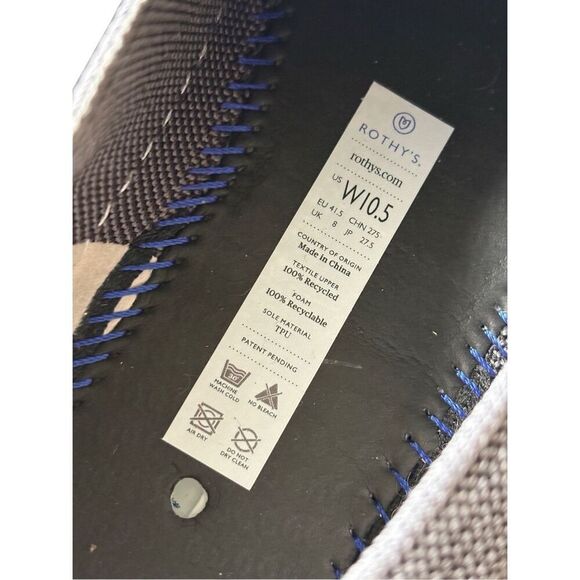 ROTHY'S.
rothys.com
US W10.5
EU 41.5 CHN 275
UK 8 JP 27.5
COUNTRY OF ORIGIN
Made in China
TEXTILE UPPER
100% Recycled
FOAM
100% Recyclable
SOLE MATERIAL
TPU
PATENT PENDING
30
MACHINE WASH COLD
NO BLEACH
AIR DRY
DO NOT DRY CLEAN